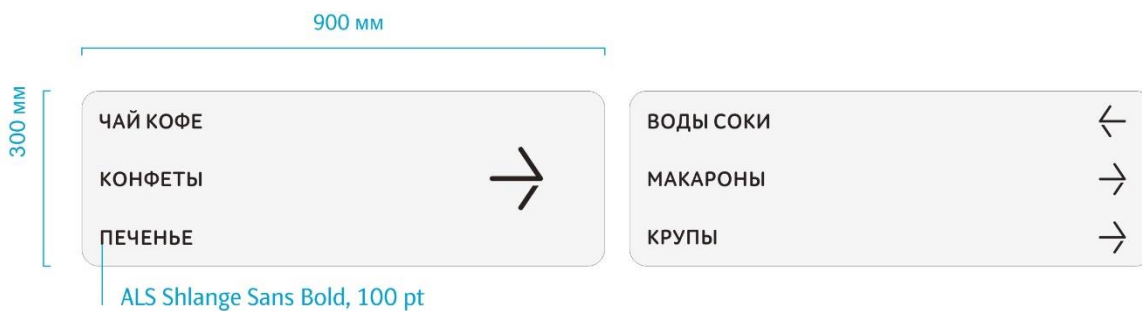 900 мм
300 мм
ЧАЙ КОФЕ
КОНФЕТЫ
ПЕЧЕНЬЕ
ВОДЫ СОКИ
МАКАРОНЫ
КРУПЫ
ALS Shlange Sans Bold, 100 pt